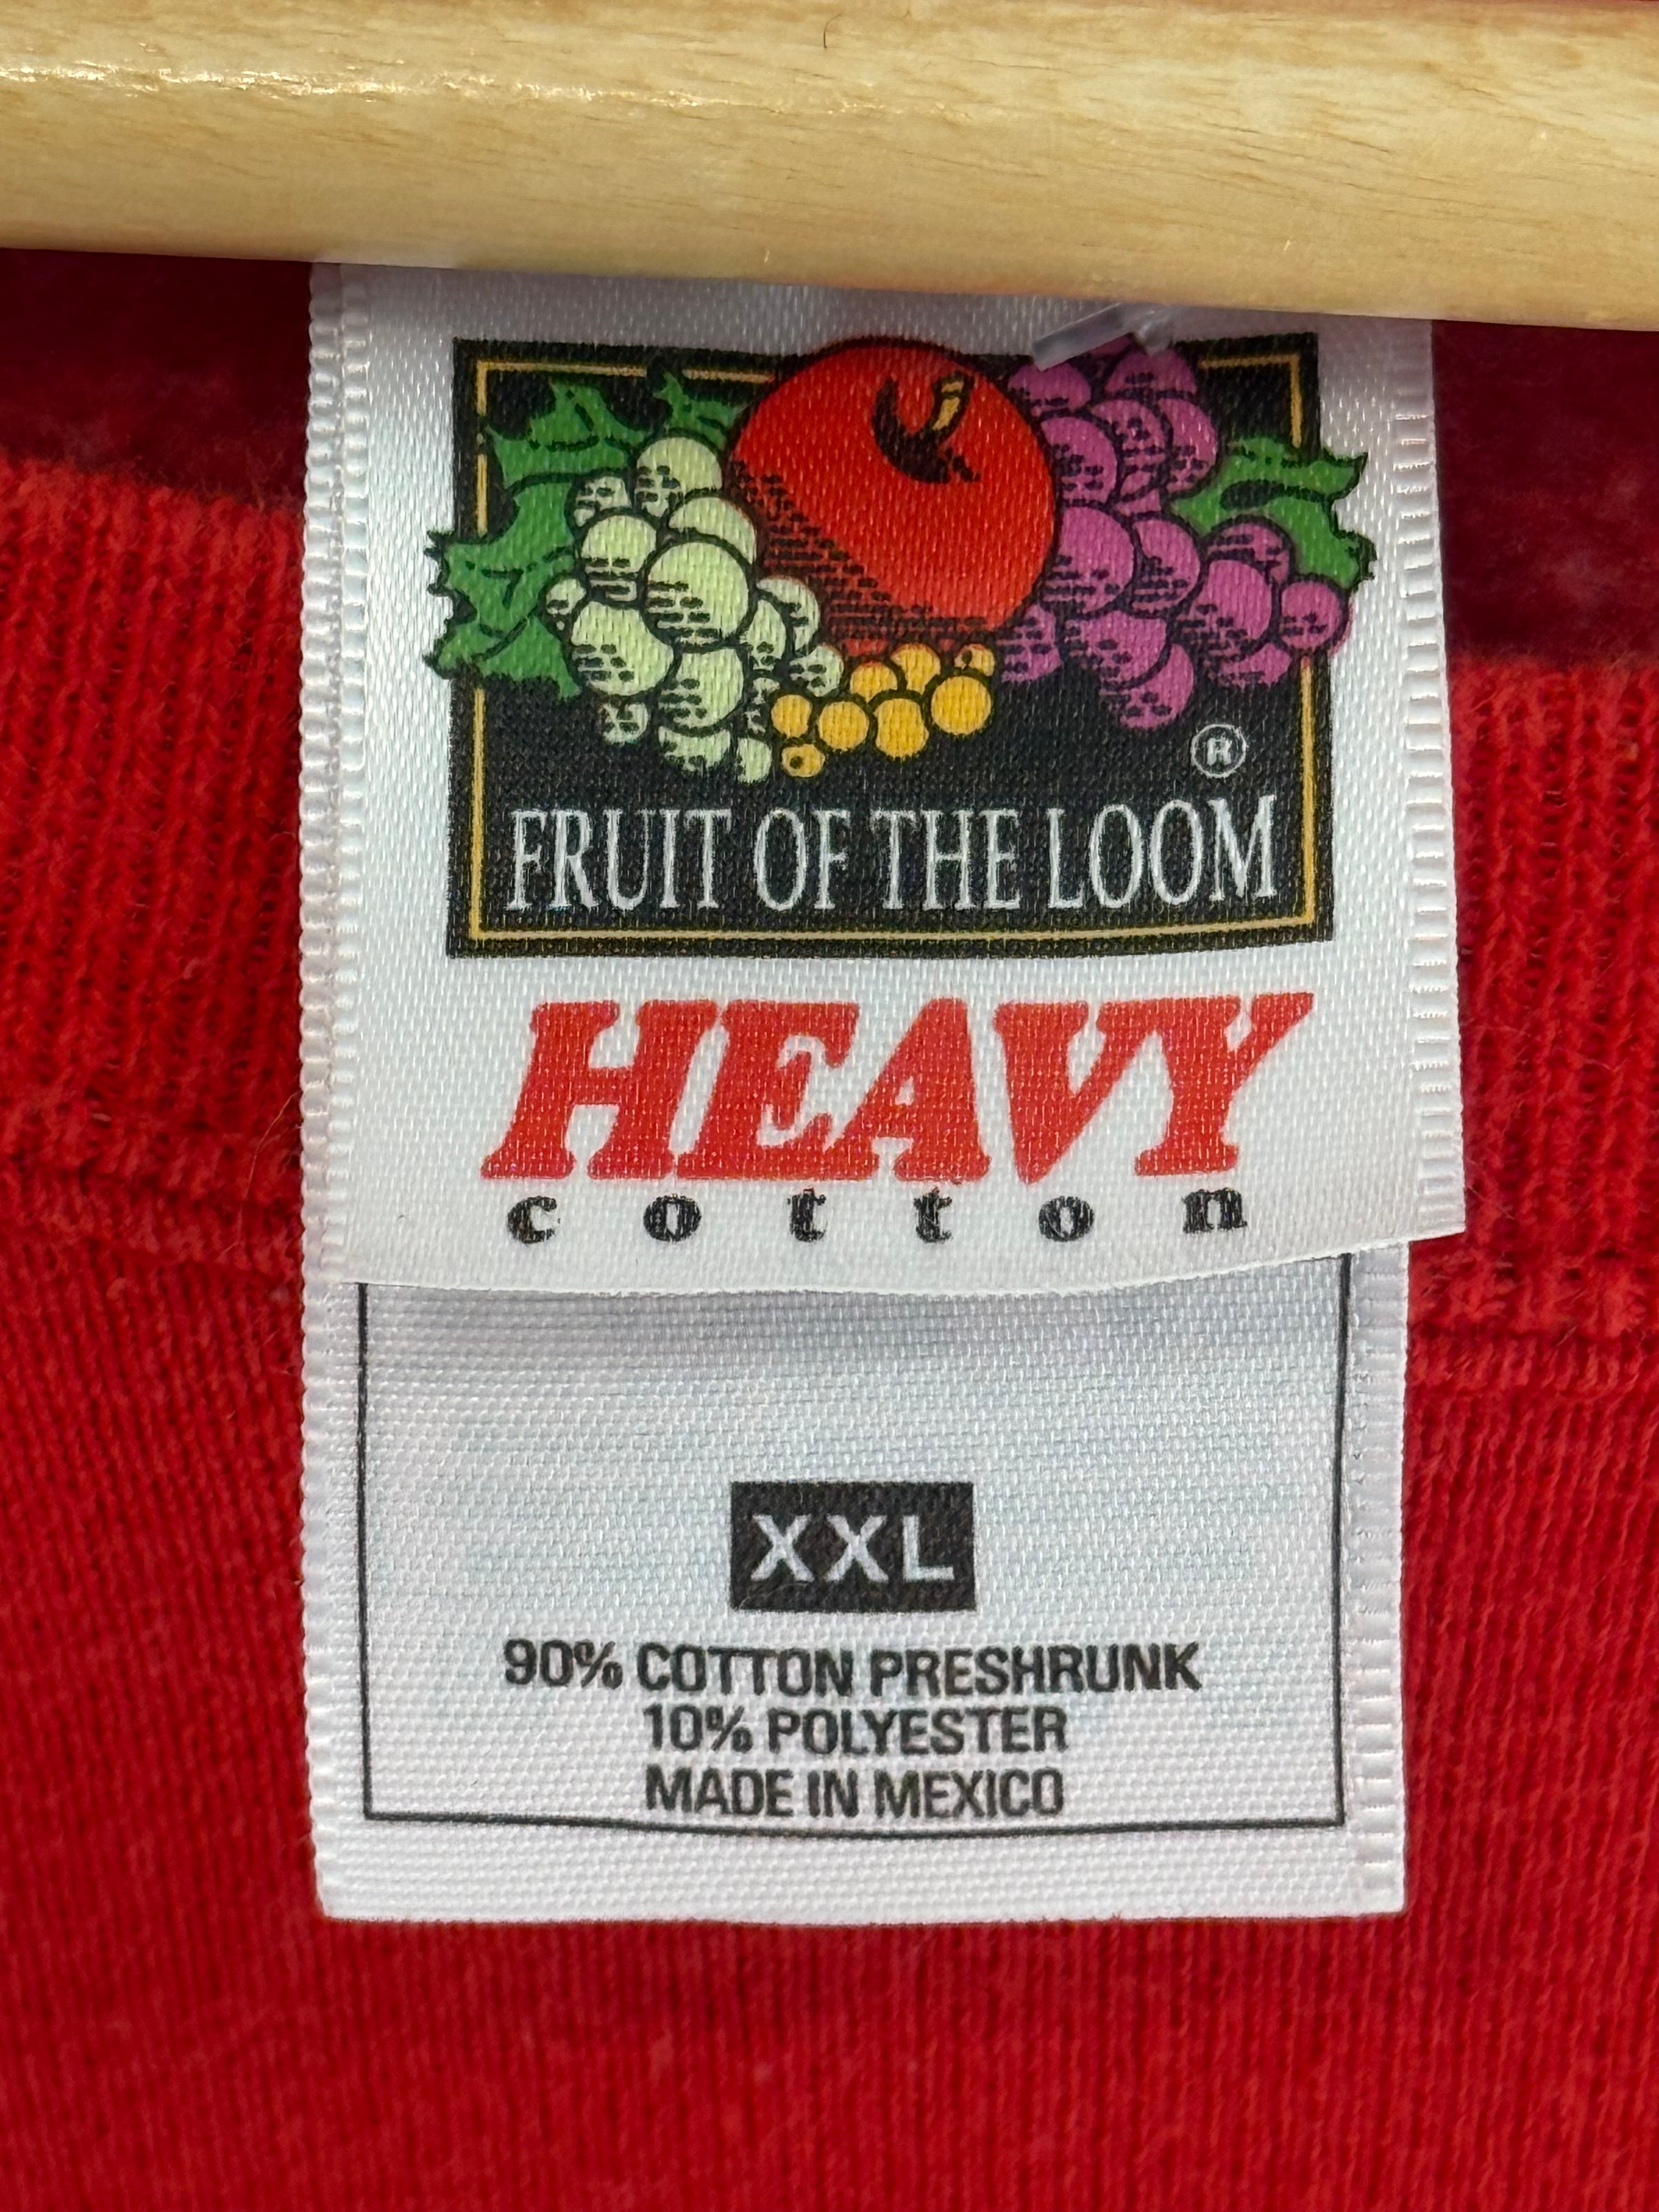 ®
FRUIT OF THE LOOM
HEAVY
cotton
XXL
90% COTTON PRESHRUNK
10% POLYESTER
MADE IN MEXICO